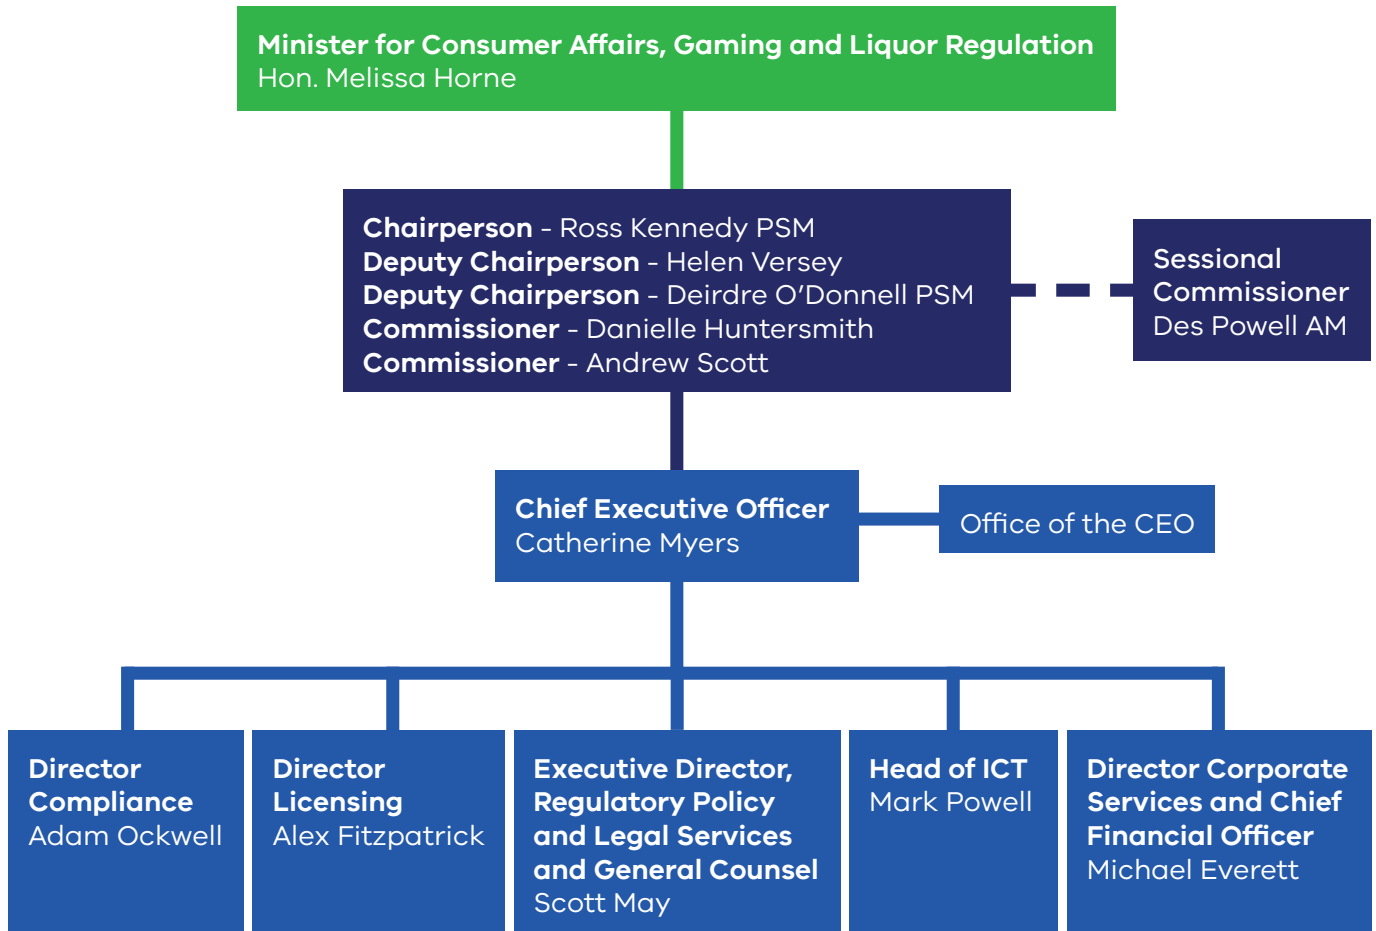 Minister for Consumer Affairs, Gaming and Liquor Regulation
Hon. Melissa Horne
Chairperson - Ross Kennedy PSM
Deputy Chairperson - Helen Versey
Deputy Chairperson - Deirdre O'Donnell PSM
Commissioner - Danielle Huntersmith
Commissioner - Andrew Scott
Sessional
Commissioner
Des Powell AM
Chief Executive Officer
Catherine Myers
Office of the CEO
Director
Compliance
Adam Ockwell
Director
Licensing
Alex Fitzpatrick
Executive Director,
Regulatory Policy
and Legal Services
and General Counsel
Scott May
Head of ICT
Mark Powell
Director Corporate
Services and Chief
Financial Officer
Michael Everett